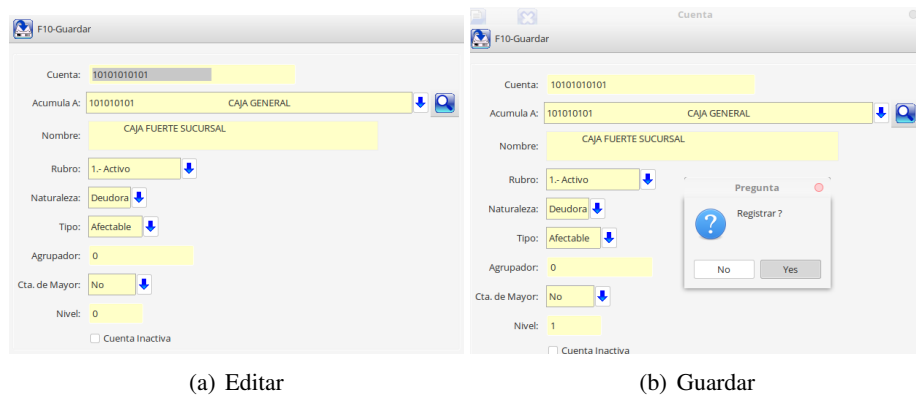 F10-Guardar
Cuenta: 10101010101
Acumula A: 101010101 CAJA GENERAL
Nombre: CAJA FUERTE SUCURSAL
Rubro: 1.- Activo
Naturaleza: Deudora
Tipo: Afectable
Agrupador: 0
Cta. de Mayor: No
Nivel: 0
Cuenta Inactiva
(a) Editar
Cuenta
F10-Guardar
Cuenta: 10101010101
Acumula A: 101010101 CAJA GENERAL
Nombre: CAJA FUERTE SUCURSAL
Rubro: 1.- Activo
Naturaleza: Deudora
Tipo: Afectable
Agrupador: 0
Cta. de Mayor: No
Nivel: 1
Cuenta Inactiva
Pregunta
Registrar ?
No Yes
(b) Guardar